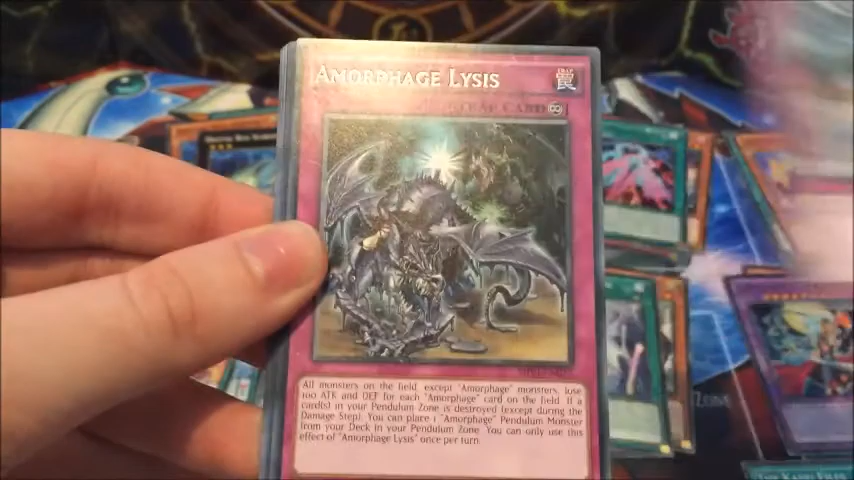 Amorphage Lysis
Trap Card
All monsters on the field, except "Amorphage" monsters, lose
100 ATK and DEF for each "Amorphage" card on the field. If a
card(s) in your Pendulum Zone is destroyed (except during the
Damage Step): You can place 1 "Amorphage" Pendulum Monster
from your Deck in your Pendulum Zone. You can only use this
effect of "Amorphage Lysis" once per turn.